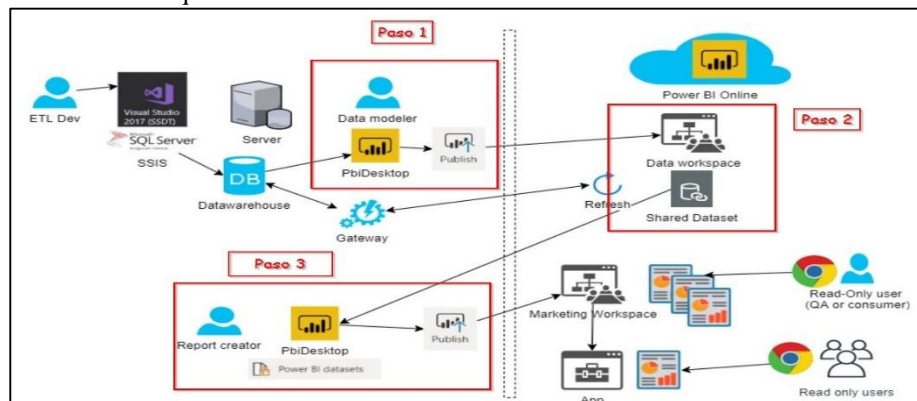 Paso 1
ETL Dev
Visual Studio
2017 (SSDT)
Microsoft
SQL Server
SSIS
Server
Data modeler
PbiDesktop
Publish
DB
Datawarehouse
Gateway
Refresh
Power BI Online
Paso 2
Data workspace
Shared Dataset
Paso 3
Report creator
PbiDesktop
Publish
Power BI datasets
Marketing Workspace
Read-Only user
(QA or consumer)
App
Read only users